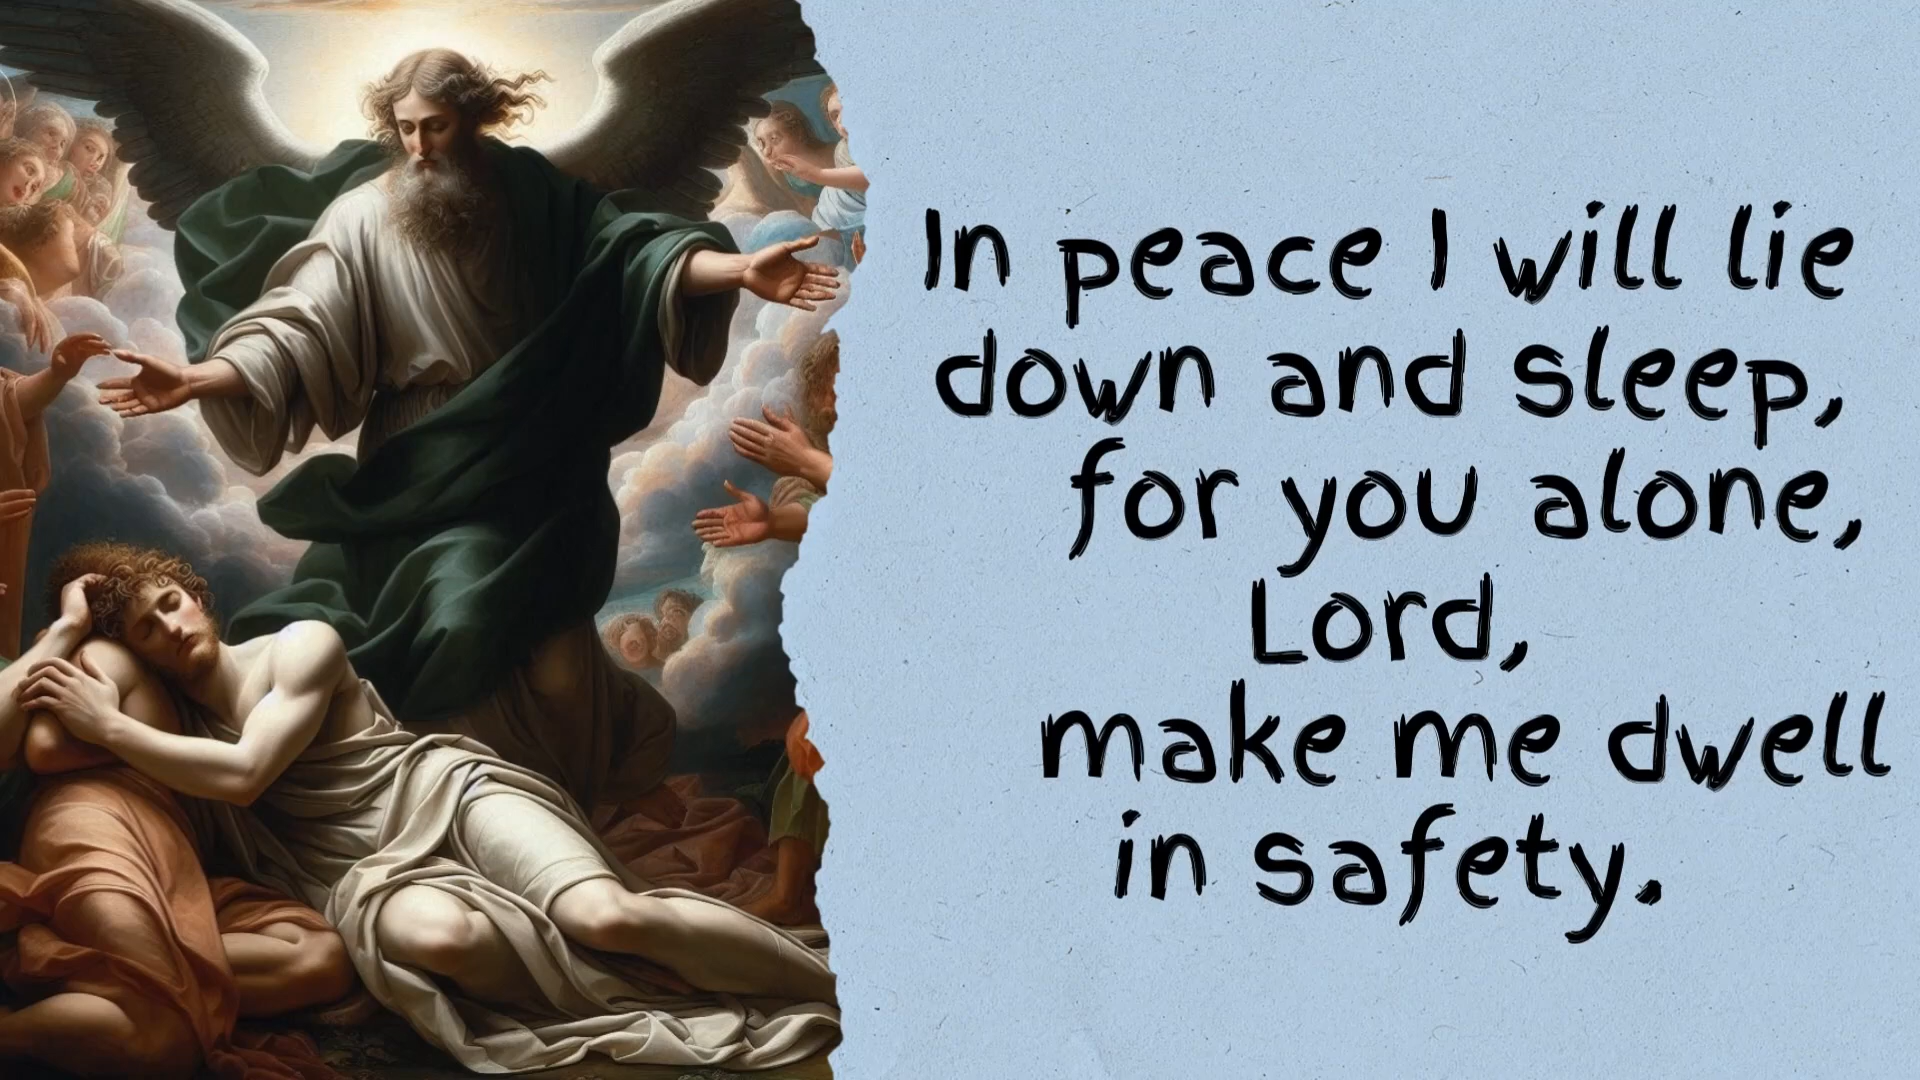 In peace I will lie
down and sleep,
for you alone,
Lord,
make me dwell
in safety.